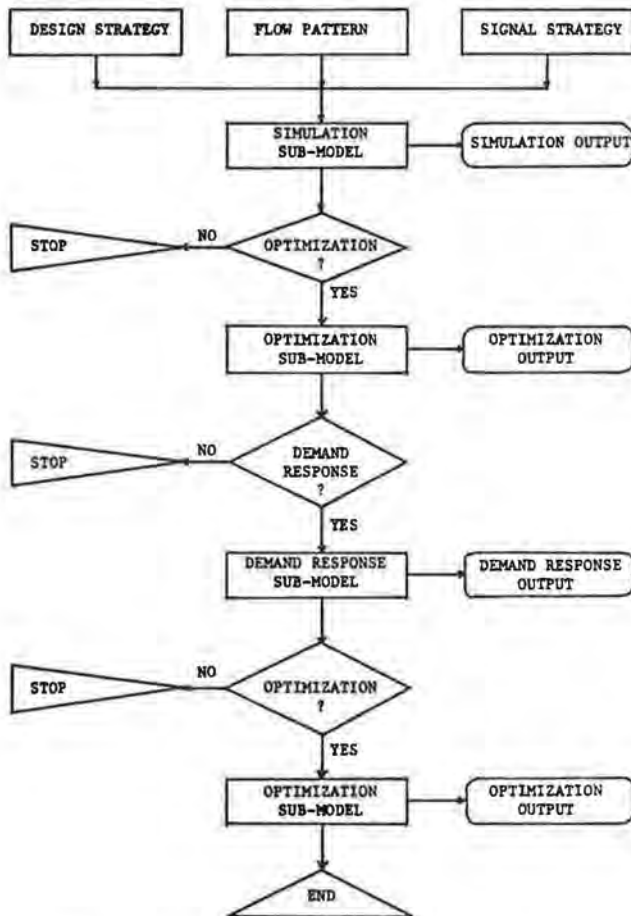 DESIGN STRATEGY
FLOW PATTERN
SIGNAL STRATEGY
SIMULATION
SUB-MODEL
SIMULATION OUTPUT
STOP
NO
OPTIMIZATION
?
YES
OPTIMIZATION
SUB-MODEL
OPTIMIZATION
OUTPUT
STOP
NO
DEMAND
RESPONSE
?
YES
DEMAND RESPONSE
SUB-MODEL
DEMAND RESPONSE
OUTPUT
STOP
NO
OPTIMIZATION
?
YES
OPTIMIZATION
SUB-MODEL
OPTIMIZATION
OUTPUT
END